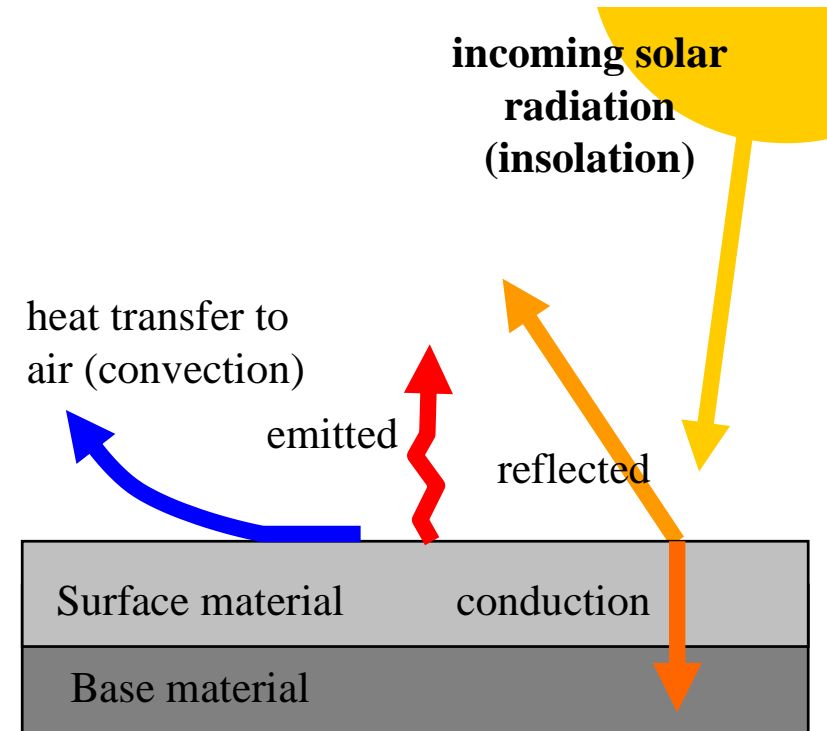 incoming solar
radiation
(insolation)
heat transfer to
air (convection)
emitted
reflected
Surface material
conduction
Base material